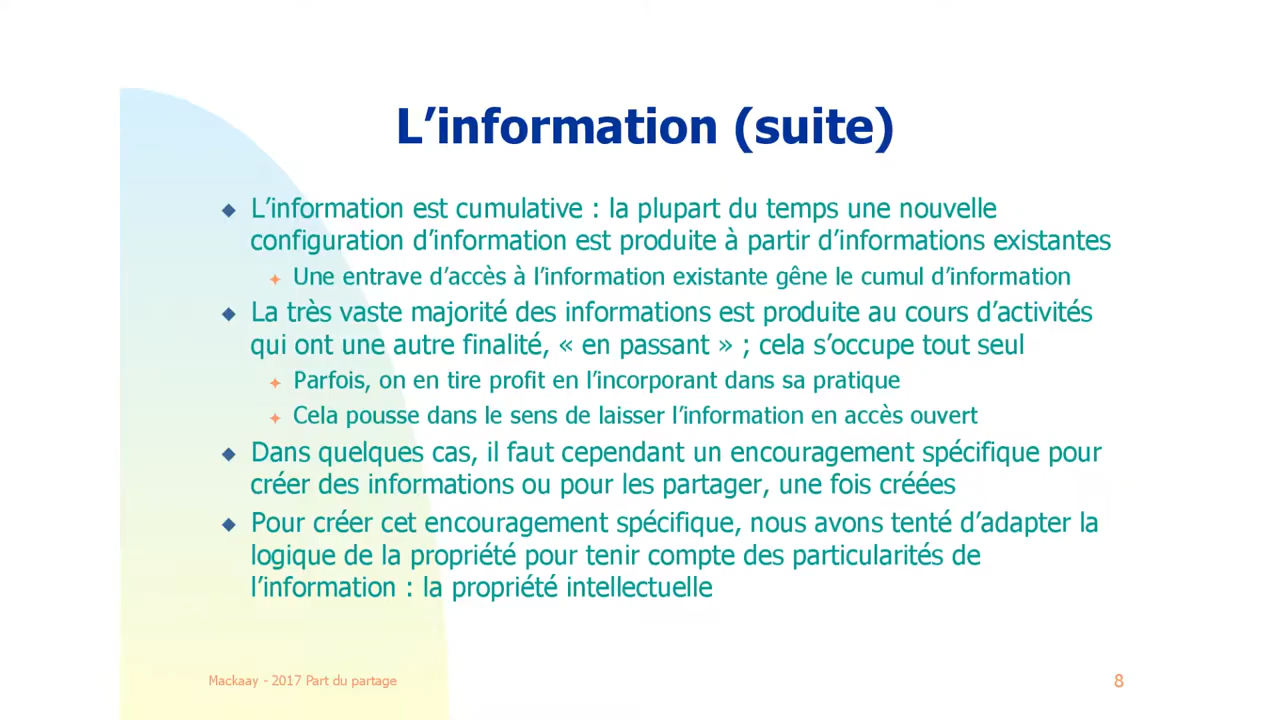 L’information (suite)
L’information est cumulative : la plupart du temps une nouvelle
configuration d’information est produite à partir d’informations existantes
Une entrave d’accès à l’information existante gêne le cumul d’information
La très vaste majorité des informations est produite au cours d’activités
qui ont une autre finalité, « en passant » ; cela s’occupe tout seul
Parfois, on en tire profit en l’incorporant dans sa pratique
Cela pousse dans le sens de laisser l’information en accès ouvert
Dans quelques cas, il faut cependant un encouragement spécifique pour
créer des informations ou pour les partager, une fois créées
Pour créer cet encouragement spécifique, nous avons tenté d’adapter la
logique de la propriété pour tenir compte des particularités de
l’information : la propriété intellectuelle
Mackaay - 2017 Part du partage
8